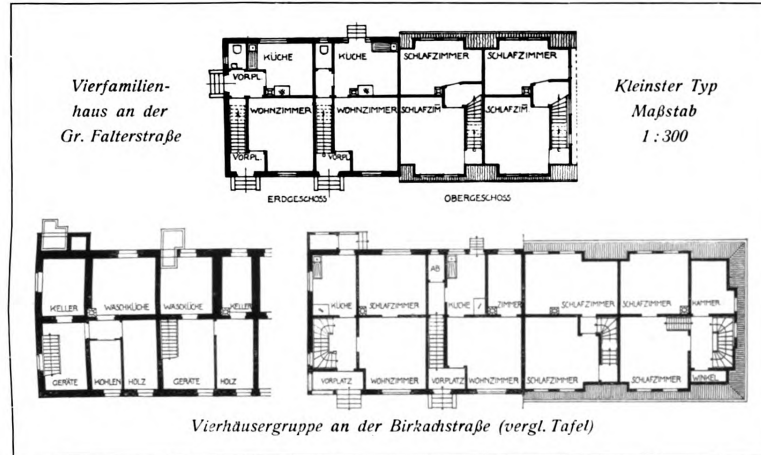 Vierfamilien-
haus an der
Gr. Falterstraße
KÜCHE
KÜCHE
SCHLAFZIMMER
SCHLAFZIMMER
VORPL.
WOHNZIMMER
WOHNZIMMER
SCHLAFZIM̄
SCHLAFZIM.
VORPL.
VORPL.
ERDGESCHOSS
OBERGESCHOSS
Kleinster Typ
Maßstab
1 : 300
KELLER
WASCHKÜCHE
WASCKÜCHE
KELLER
GERÄTE
KOHLEN
HOLZ
GERÄTE
HOLZ
AB
KÜCHE
SCHLAFZIMMER
KÜCHE
ZIMMER
SCHLAFZIMMER
SCHLAFZIMMER
KAMMER
VORPLATZ
WOHNZIMMER
VORPLATZ
WOHNZIMMER
SCHLAFZIMMER
SCHLAFZIMMER
WINKEL
Vierhäusergruppe an der Birkachstraße (vergl. Tafel)